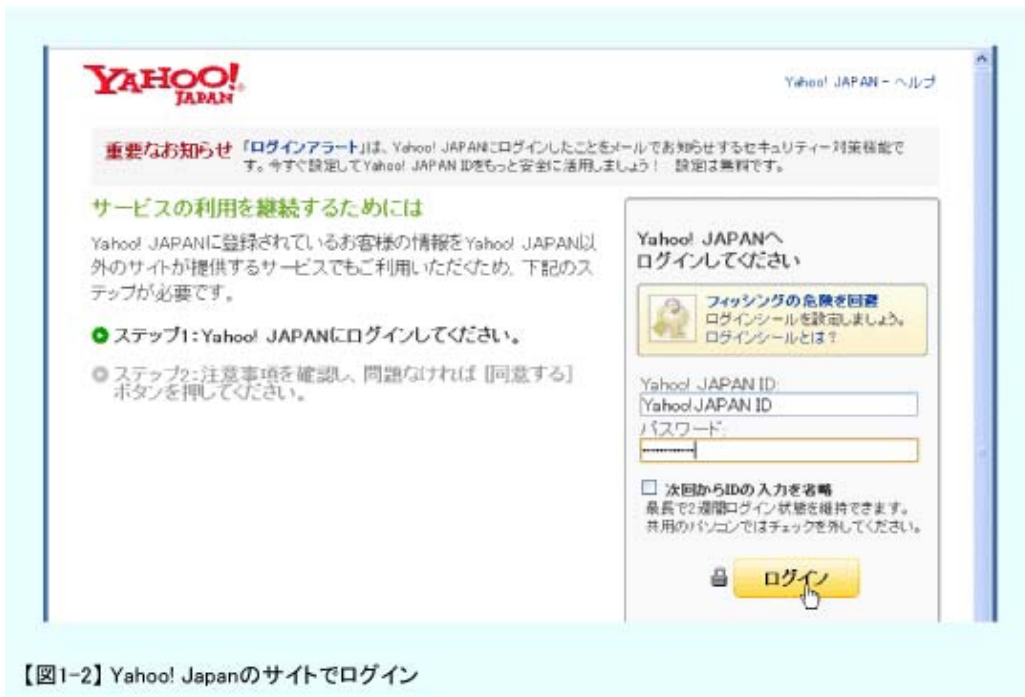 YAHOO!
JAPAN
Yahoo! JAPAN - ヘルプ
重要なお知らせ 「ログインアラート」は、Yahoo! JAPANにログインしたことをメールでお知らせするセキュリティー対策機能で
す。今すぐ設定してYahoo! JAPAN IDをもっと安全に活用しましょう! 設定は無料です。
サービスの利用を継続するためには
Yahoo! JAPANに登録されているお客様の情報をYahoo! JAPAN以
外のサイトが提供するサービスでもご利用いただくため、下記のス
テップが必要です。
ステップ1:Yahoo! JAPANにログインしてください。
ステップ2:注意事項を確認し、問題なければ [同意する]
ボタンを押してください。
Yahoo! JAPANへ
ログインしてください
フィッシングの危険を回避
ログインシールを設定しましょう。
ログインシールとは?
Yahoo! JAPAN ID:
Yahoo!JAPAN ID
パスワード:
次回からIDの入力を省略
最長で2週間ログイン状態を維持できます。
共用のパソコンではチェックを外してください。
ログイン
【図1-2】 Yahoo! Japanのサイトでログイン